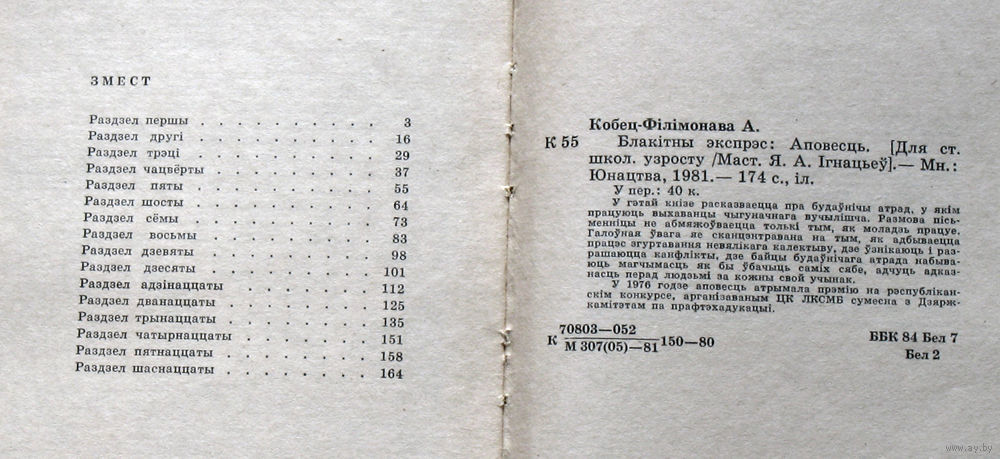 ЗМЕСТ
Раздзел першы . . . . . . . . . . 3
Раздзел другі . . . . . . . . . . 16
Раздзел трэці . . . . . . . . . . 29
Раздзел чацвёрты . . . . . . . . . 37
Раздзел пяты . . . . . . . . . . 55
Раздзел шосты . . . . . . . . . . 64
Раздзел сёмы . . . . . . . . . . 73
Раздзел восьмы . . . . . . . . . 83
Раздзел дзевяты . . . . . . . . . 98
Раздзел дзесяты . . . . . . . . . 101
Раздзел адзінаццаты . . . . . . . . 112
Раздзел дванаццаты . . . . . . . . 125
Раздзел трынаццаты . . . . . . . . 135
Раздзел чатырнаццаты . . . . . . . 151
Раздзел пятнаццаты . . . . . . . . 158
Раздзел шаснаццаты . . . . . . . . 164
Кобец-Філімонава А.
К 55 Блакітны экспрэс: Аповесць. [Для ст.
школ. узросту /Маст. Я. А. Ігнацьеў].— Мн.:
Юнацтва, 1981.— 174 с., іл.
У пер.: 40 к.
У гэтай кнізе расказваецца пра будаўнічы атрад, у якім
працуюць выхаванцы чыгуначнага вучылішча. Размова пісь-
менніцы не абмяжоўваецца толькі тым, як моладзь працуе.
Галоўная ўвага яе сканцэнтравана на тым, як адбываецца
працэс згуртавання невялікага калектыву, дзе ўзнікаюць і раз-
рашаюцца канфлікты, дзе байцы будаўнічага атрада набыва-
юць магчымасць як бы ўбачыць саміх сябе, адчуць адказ-
насць перад людзьмі за кожны свой учынак.
У 1976 годзе аповесць атрымала прэмію на рэспублікан-
скім конкурсе, арганізаваным ЦК ЛКСМБ сумесна з Дзярж-
камітэтам па прафтэхадукацыі.
70803—052
К 150—80
М 307(05)—81
ББК 84 Бел 7
Бел 2
www.ay.by